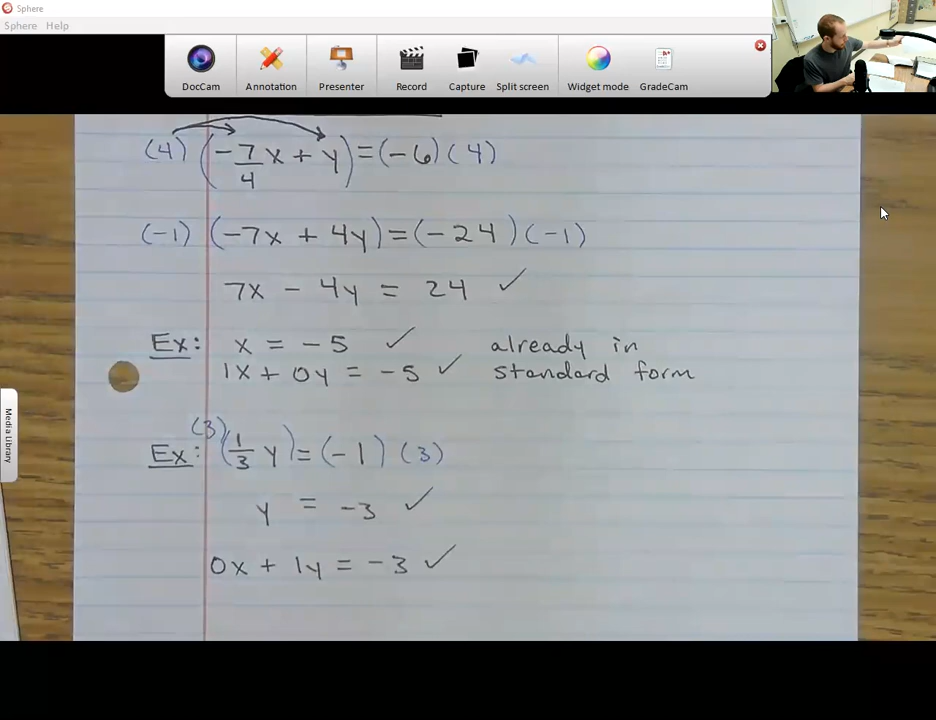 Sphere
Sphere Help
DocCam Annotation Presenter Record Capture Split screen Widget mode GradeCam
(4) (-7/4 x + y) = (-6)(4)
(-1) (-7x + 4y) = (-24)(-1)
7x - 4y = 24 ✓
Ex: x = -5 ✓ already in
1x + 0y = -5 ✓ standard form
Media Library
Ex: (3)(1/3 y) = (-1)(3)
y = -3 ✓
0x + 1y = -3 ✓